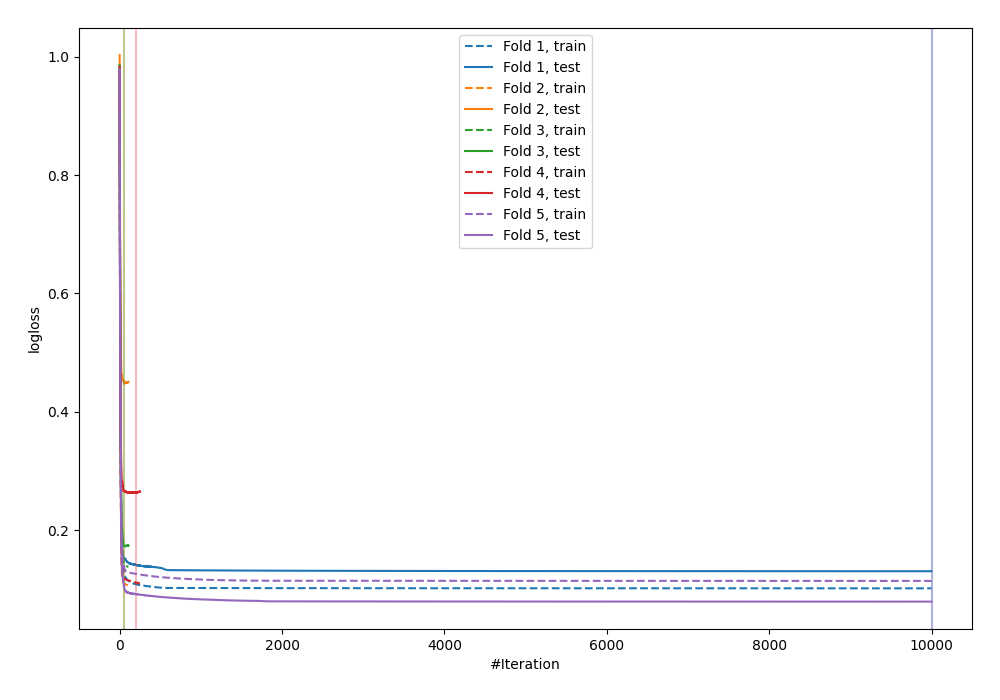 1.0
0.8
0.6
0.4
0.2
logloss
Fold 1, train
Fold 1, test
Fold 2, train
Fold 2, test
Fold 3, train
Fold 3, test
Fold 4, train
Fold 4, test
Fold 5, train
Fold 5, test
0 2000 4000 6000 8000 10000
#Iteration